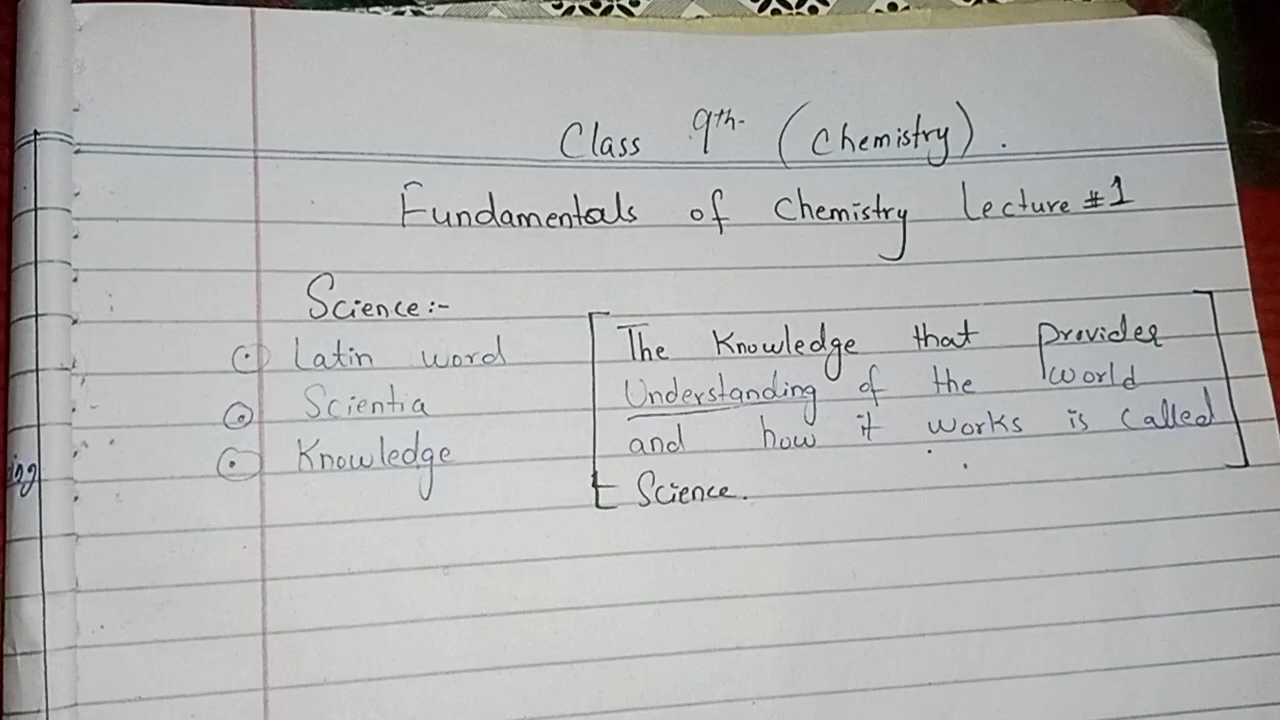 Class 9th. (Chemistry).
Fundamentals of Chemistry Lecture #1
Science:-
Latin word
Scientia
Knowledge
[The Knowledge that provides
Understanding of the world
and how it works is called
Science.]